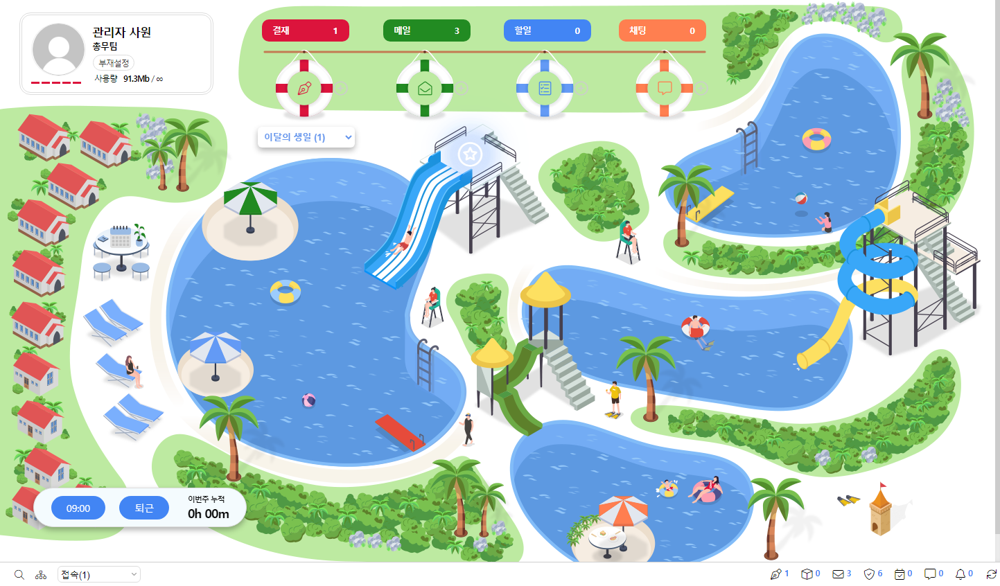 관리자 사원
총무팀
부재설정
사용량 91.3Mb / ∞
결재 1
메일 3
할일 0
채팅 0
이달의 생일 (1)
09:00
퇴근
이번주 누적
0h 00m
접속(1)
1 0 3 6 0 0 0